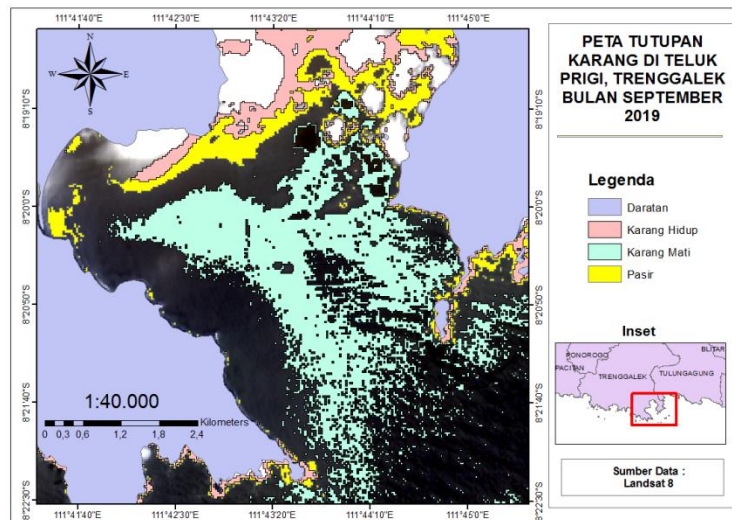 111°41'40"E 111°42'30"E 111°43'20"E 111°44'10"E 111°45'0"E
N
W E
S
8°19'10"S
8°20'0"S
8°20'50"S
8°21'40"S
8°22'30"S
8°19'10"S
8°20'0"S
8°20'50"S
8°21'40"S
8°22'30"S
1:40.000
Kilometers
0 0,3 0,6 1,2 1,8 2,4
111°41'40"E 111°42'30"E 111°43'20"E 111°44'10"E 111°45'0"E
PETA TUTUPAN
KARANG DI TELUK
PRIGI, TRENGGALEK
BULAN SEPTEMBER
2019
Legenda
Daratan
Karang Hidup
Karang Mati
Pasir
Inset
PONOROGO BLITAR
PACITAN TRENGGALEK TULUNGAGUNG
Sumber Data :
Landsat 8